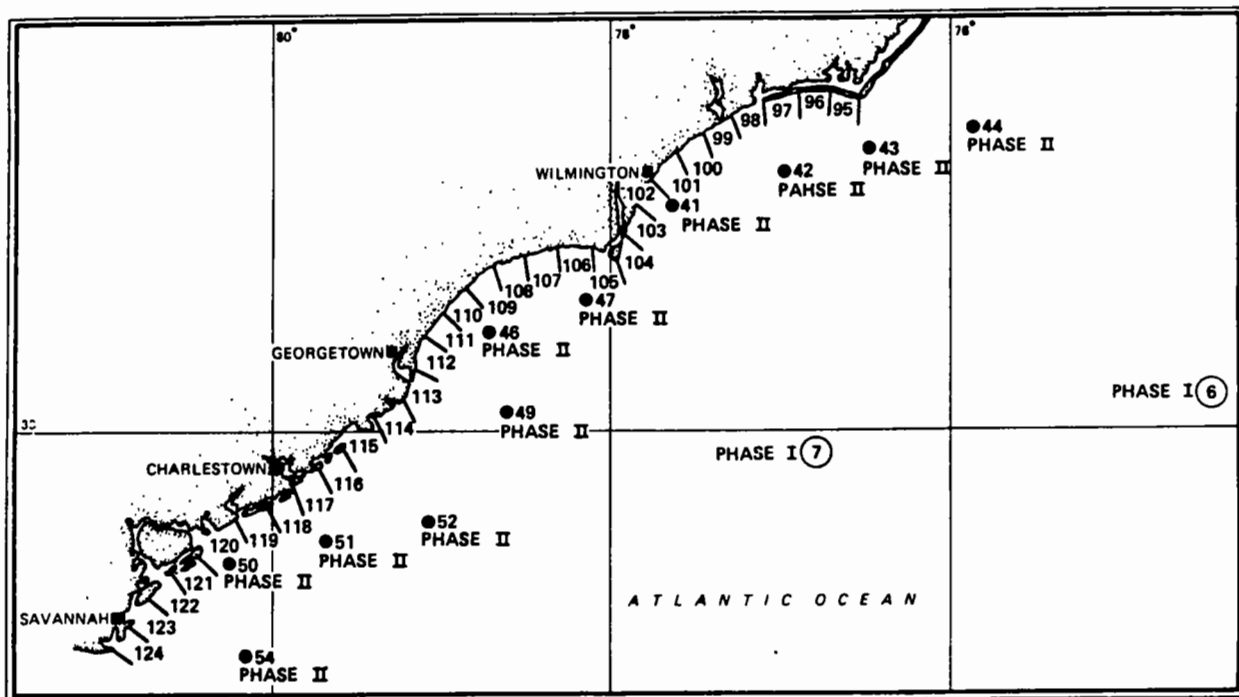 80°
78°
76°
95
96
97
98
99
100
101
102
103
104
105
106
107
108
109
110
111
112
113
114
115
116
117
118
119
120
121
122
123
124
44
PHASE II
43
PHASE II
42
PAHSE II
WILMINGTON
41
PHASE II
47
PHASE II
46
PHASE II
GEORGETOWN
PHASE I 6
49
PHASE II
PHASE I 7
CHARLESTOWN
52
PHASE II
51
PHASE II
50
PHASE II
ATLANTIC OCEAN
SAVANNAH
54
PHASE II